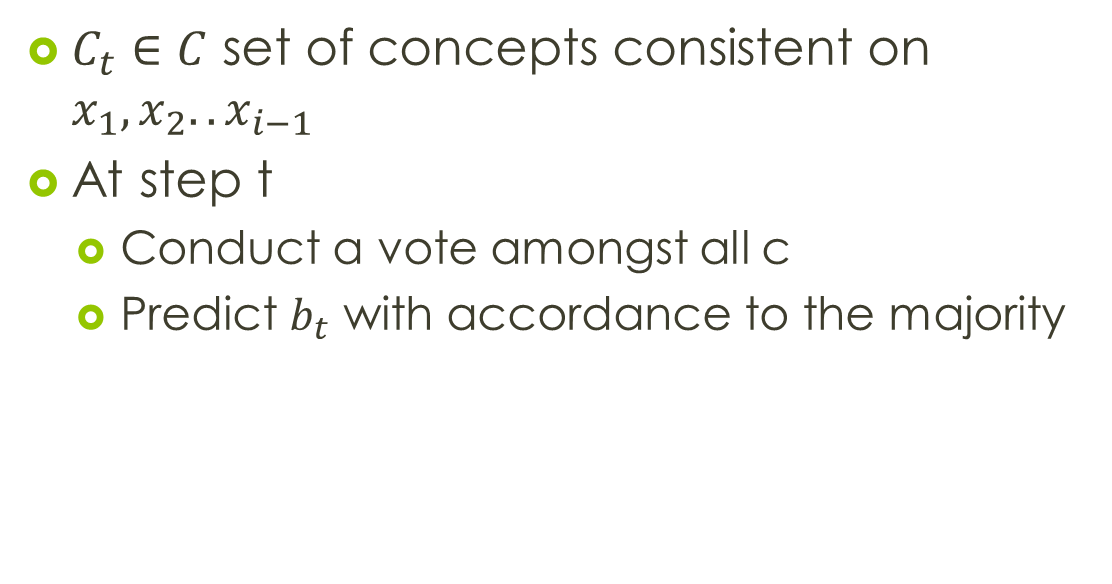 C_t ∈ C set of concepts consistent on
x_1, x_2. . x_{i−1}
At step t
Conduct a vote amongst all c
Predict b_t with accordance to the majority